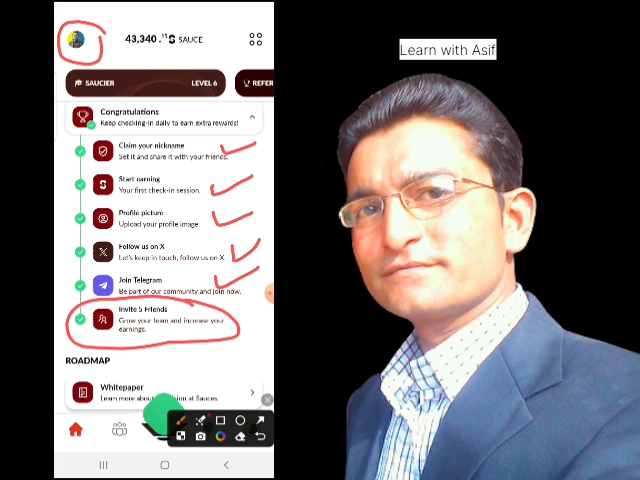 Learn with Asif
43,340.15 SAUCE
SAUCIER LEVEL 6 REFER
Congratulations
Keep checking-in daily to earn extra rewards!
Claim your nickname
Set it and share it with your friends.
Start earning
Your first check-in session.
Profile picture
Upload your profile image.
Follow us on X
Let's keep in touch, follow us on X.
Join Telegram
Be part of our community and join now.
Invite 5 Friends
Grow your team and increase your
earnings.
ROADMAP
Whitepaper
Learn more about at Sauces.